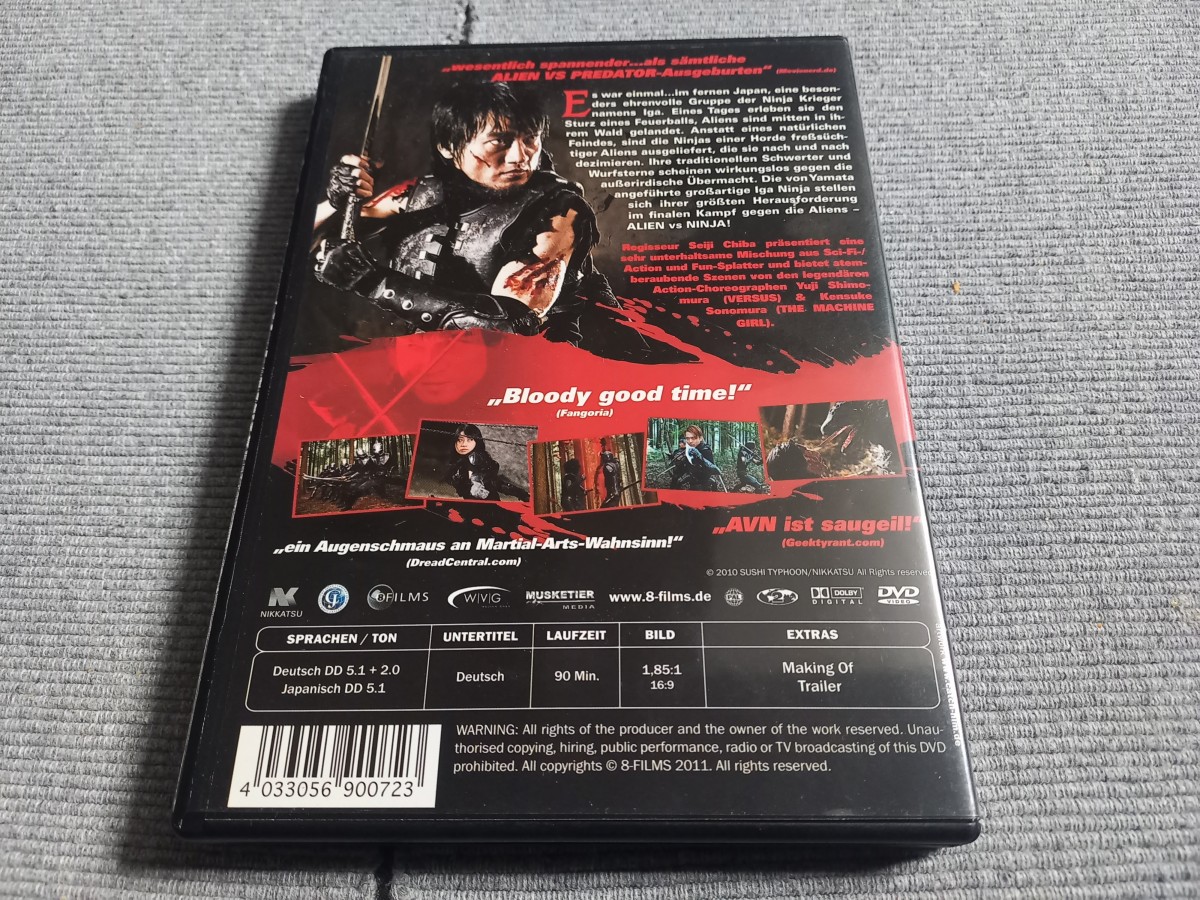 „wesentlich spannender...als sämtliche
ALIEN VS PREDATOR-Ausgeburten“ (Moviemerd.de)
Es war einmal...im fernen Japan, eine beson-
ders ehrenvolle Gruppe der Ninja Krieger
namens Iga. Eines Tages erleben sie den
Sturz eines Feuerballs, Aliens sind mitten in ih-
rem Wald gelandet. Anstatt eines natürlichen
Feindes, sind die Ninjas einer Horde freßsüch-
tiger Aliens ausgeliefert, die sie nach und nach
dezimieren. Ihre traditionellen Schwerter und
Wurfsterne scheinen wirkungslos gegen die
außerirdische Übermacht. Die von Yamata
angeführte großartige Iga Ninja stellen
sich ihrer größten Herausforderung
im finalen Kampf gegen die Aliens –
ALIEN vs NINJA!
Regisseur Seiji Chiba präsentiert eine
sehr unterhaltsame Mischung aus Sci-Fi-/
Action und Fun-Splatter und bietet atem-
beraubende Szenen von den legendären
Action-Choreographen Yuji Shimo-
mura (VERSUS) & Kensuke
Sonomura (THE MACHINE
GIRL).
„Bloody good time!“
(Fangoria)
„AVN ist saugeil!“
(Geektyrant.com)
„ein Augenschmaus an Martial-Arts-Wahnsinn!“
(DreadCentral.com)
© 2010 SUSHI TYPHOON/NIKKATSU All Rights reserved
NIKKATSU
FILMS
WVG
MUSKETIER
MEDIA
www.8-films.de
PAL
2
DOLBY
DIGITAL
DVD
VIDEO
SPRACHEN / TON UNTERTITEL LAUFZEIT BILD EXTRAS
Deutsch DD 5.1 + 2.0
Japanisch DD 5.1
Deutsch
90 Min.
1,85:1
16:9
Making Of
Trailer
WARNING: All rights of the producer and the owner of the work reserved. Unau-
thorised copying, hiring, public performance, radio or TV broadcasting of this DVD
prohibited. All copyrights © 8-FILMS 2011. All rights reserved.
4 033056 900723